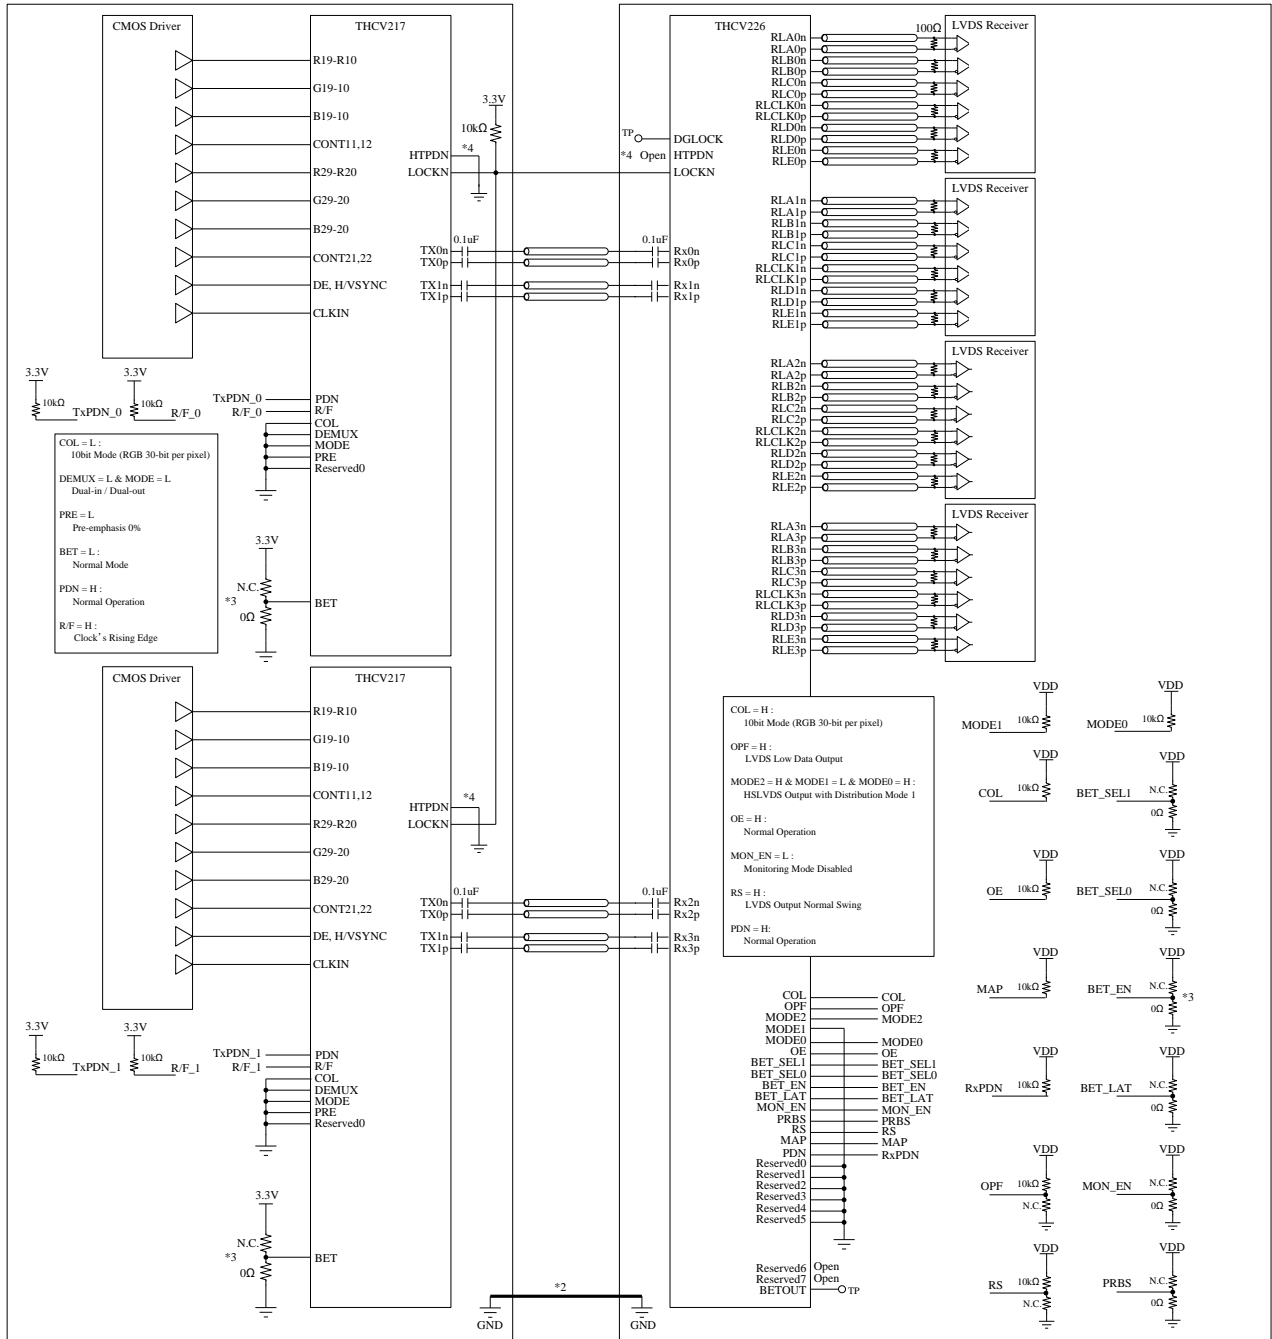 CMOS Driver
THCV217
R19-R10
G19-10
B19-10
CONT11,12
R29-R20
G29-20
B29-20
CONT21,22
DE, H/VSYNC
CLKIN
HTPDN
*4
LOCKN
3.3V
10kΩ
TX0n
TX0p
TX1n
TX1p
0.1uF
0.1uF
3.3V
10kΩ
TxPDN_0
3.3V
10kΩ
R/F_0
TxPDN_0
R/F_0
PDN
R/F
COL
DEMUX
MODE
PRE
Reserved0
COL = L :
10bit Mode (RGB 30-bit per pixel)
DEMUX = L & MODE = L
Dual-in / Dual-out
PRE = L
Pre-emphasis 0%
BET = L :
Normal Mode
PDN = H :
Normal Operation
R/F = H :
Clock's Rising Edge
3.3V
N.C.
*3
0Ω
BET
CMOS Driver
THCV217
R19-R10
G19-10
B19-10
CONT11,12
R29-R20
G29-20
B29-20
CONT21,22
DE, H/VSYNC
CLKIN
HTPDN
*4
LOCKN
TX0n
TX0p
TX1n
TX1p
0.1uF
0.1uF
3.3V
10kΩ
TxPDN_1
3.3V
10kΩ
R/F_1
TxPDN_1
R/F_1
PDN
R/F
COL
DEMUX
MODE
PRE
Reserved0
3.3V
N.C.
*3
0Ω
BET
*2
GND
GND
THCV226
TP
DGLOCK
*4 Open HTPDN
LOCKN
Rx0n
Rx0p
Rx1n
Rx1p
Rx2n
Rx2p
Rx3n
Rx3p
100Ω
LVDS Receiver
RLA0n
RLA0p
RLB0n
RLB0p
RLC0n
RLC0p
RLCLK0n
RLCLK0p
RLD0n
RLD0p
RLE0n
RLE0p
LVDS Receiver
RLA1n
RLA1p
RLB1n
RLB1p
RLC1n
RLC1p
RLCLK1n
RLCLK1p
RLD1n
RLD1p
RLE1n
RLE1p
LVDS Receiver
RLA2n
RLA2p
RLB2n
RLB2p
RLC2n
RLC2p
RLCLK2n
RLCLK2p
RLD2n
RLD2p
RLE2n
RLE2p
LVDS Receiver
RLA3n
RLA3p
RLB3n
RLB3p
RLC3n
RLC3p
RLCLK3n
RLCLK3p
RLD3n
RLD3p
RLE3n
RLE3p
COL = H :
10bit Mode (RGB 30-bit per pixel)
OPF = H :
LVDS Low Data Output
MODE2 = H & MODE1 = L & MODE0 = H :
HSLVDS Output with Distribution Mode 1
OE = H :
Normal Operation
MON_EN = L :
Monitoring Mode Disabled
RS = H :
LVDS Output Normal Swing
PDN = H:
Normal Operation
COL COL
OPF OPF
MODE2 MODE2
MODE1
MODE0 MODE0
OE OE
BET_SEL1 BET_SEL1
BET_SEL0 BET_SEL0
BET_EN BET_EN
BET_LAT BET_LAT
MON_EN MON_EN
PRBS PRBS
RS RS
MAP MAP
PDN RxPDN
Reserved0
Reserved1
Reserved2
Reserved3
Reserved4
Reserved5
Reserved6 Open
Reserved7 Open
BETOUT TP
VDD
MODE1 10kΩ
VDD
MODE0 10kΩ
VDD
COL 10kΩ
VDD
N.C.
BET_SEL1
0Ω
VDD
OE 10kΩ
VDD
N.C.
BET_SEL0
0Ω
VDD
MAP 10kΩ
VDD
N.C.
BET_EN *3
0Ω
VDD
RxPDN 10kΩ
VDD
N.C.
BET_LAT
0Ω
VDD
10kΩ
OPF
N.C.
VDD
N.C.
MON_EN
0Ω
VDD
10kΩ
RS
N.C.
VDD
N.C.
PRBS
0Ω